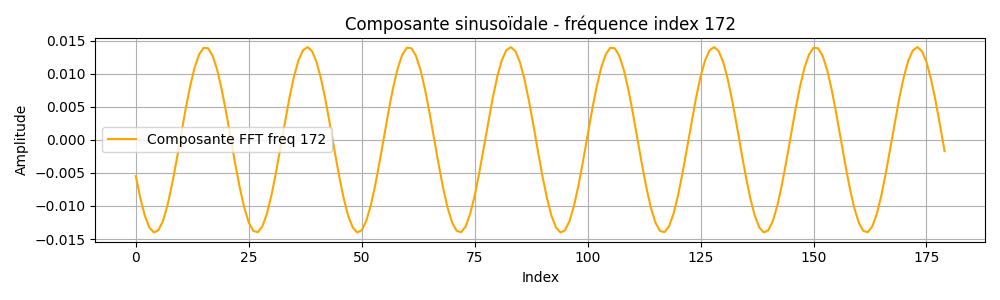 Composante sinusoïdale - fréquence index 172
0.015
0.010
0.005
0.000
−0.005
−0.010
−0.015
Amplitude
Composante FFT freq 172
0 25 50 75 100 125 150 175
Index